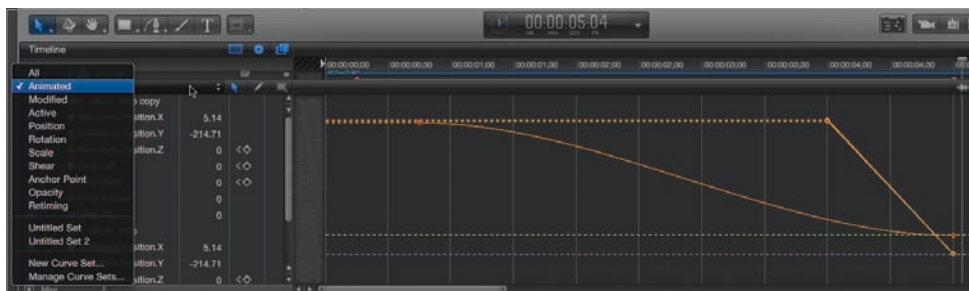 T
00:00:05.04
HR MIN SEC FR
Timeline
00:00:00;00 00:00:00;30 00:00:01;00 00:00:01;30 00:00:02;00 00:00:02;30 00:00:03;00 00:00:03;30 00:00:04;00 00:00:04;30
All
Animated
Modified
copy
Active
sition.X 5.14
Position
sition.Y -214.71
Rotation
Scale
sition.Z 0
Shear
0
Anchor Point
0
Opacity
0
Retiming
0
Untitled Set
Untitled Set 2
sition.X 5.14
New Curve Set...
sition.Y -214.71
Manage Curve Sets...
sition.Z 0